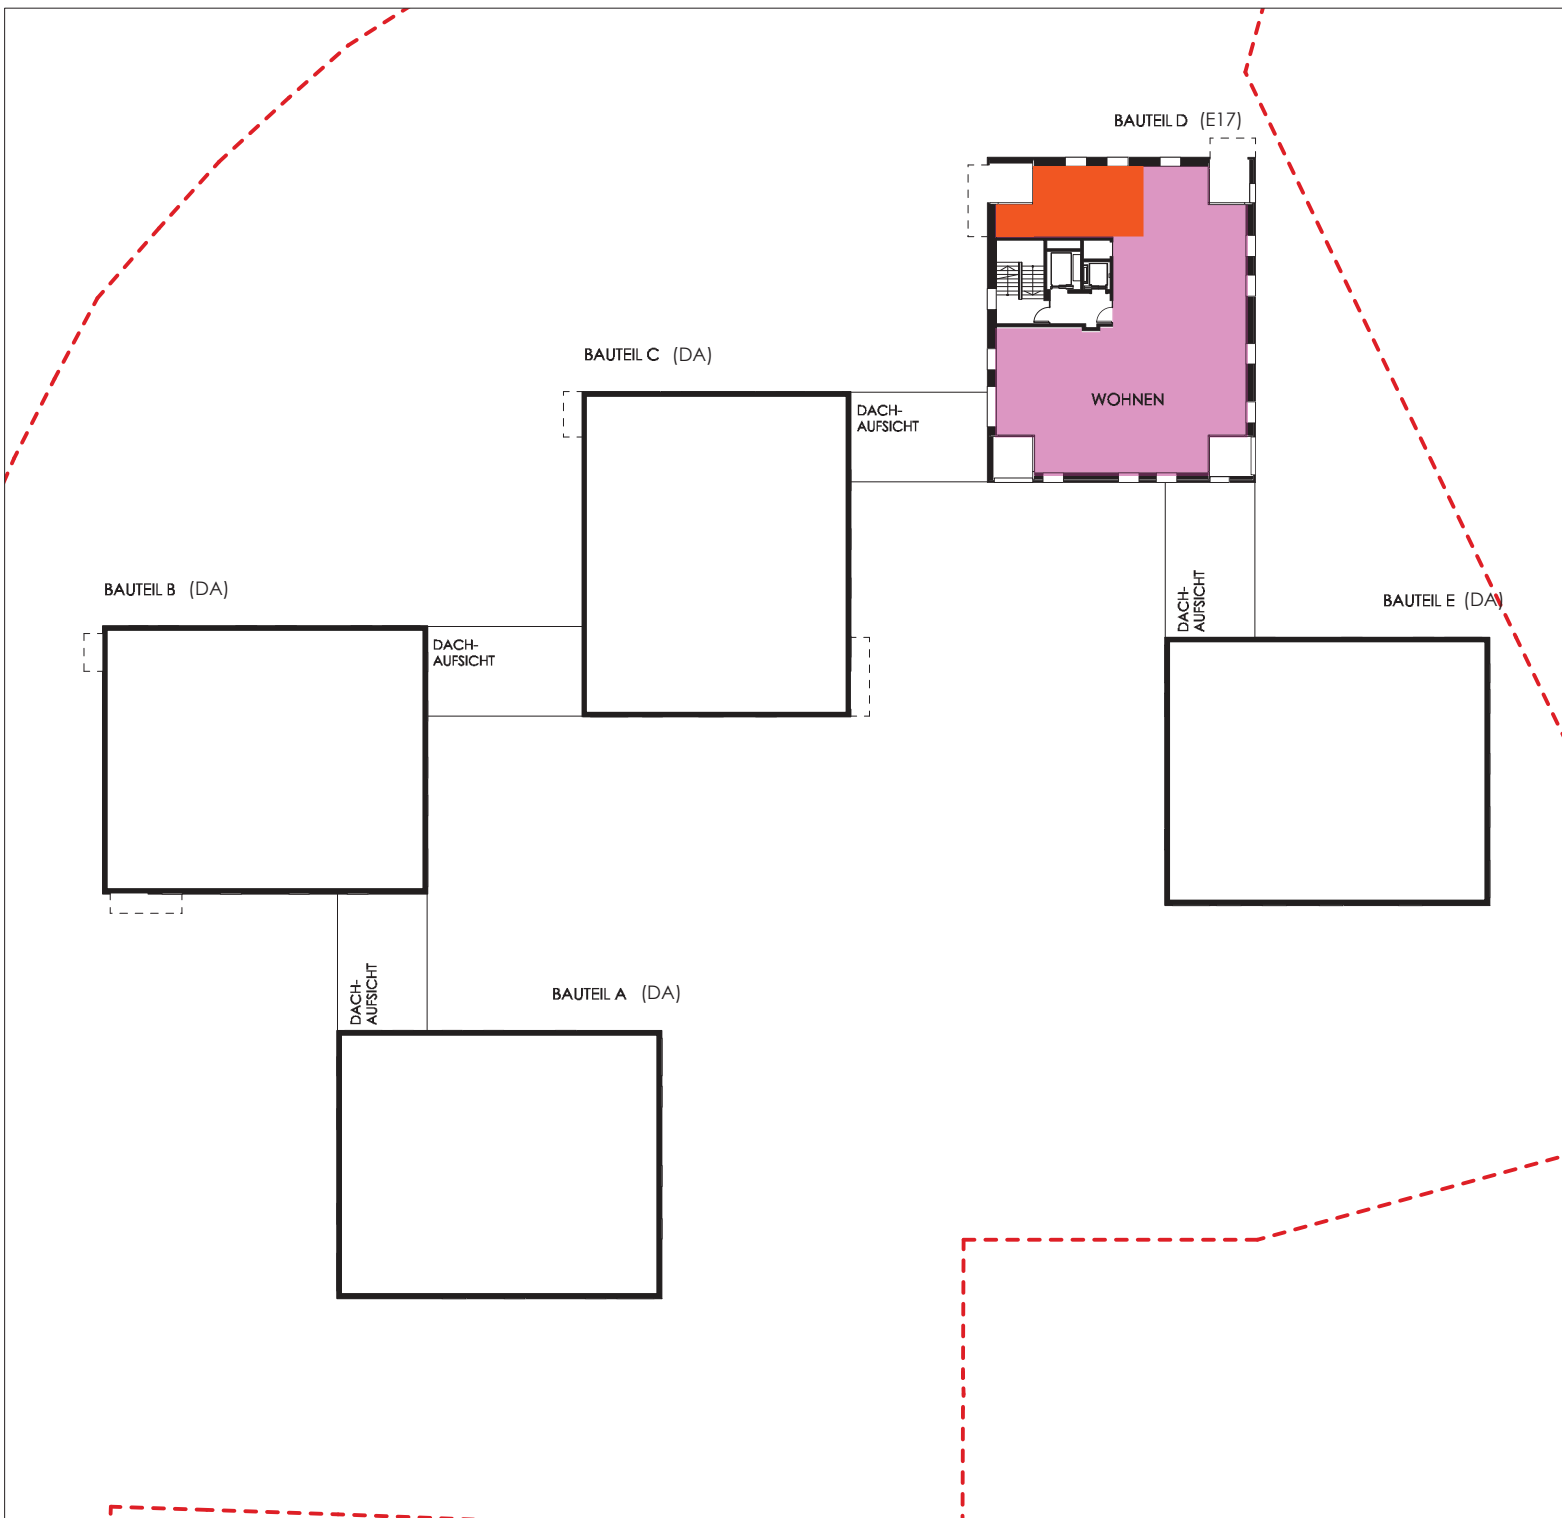 BAUTEIL D (E17)
BAUTEIL C (DA)
DACH-
AUFSICHT
WOHNEN
BAUTEIL B (DA)
DACH-
AUFSICHT
DACH-
AUFSICHT
BAUTEIL E (DA)
DACH-
AUFSICHT
BAUTEIL A (DA)